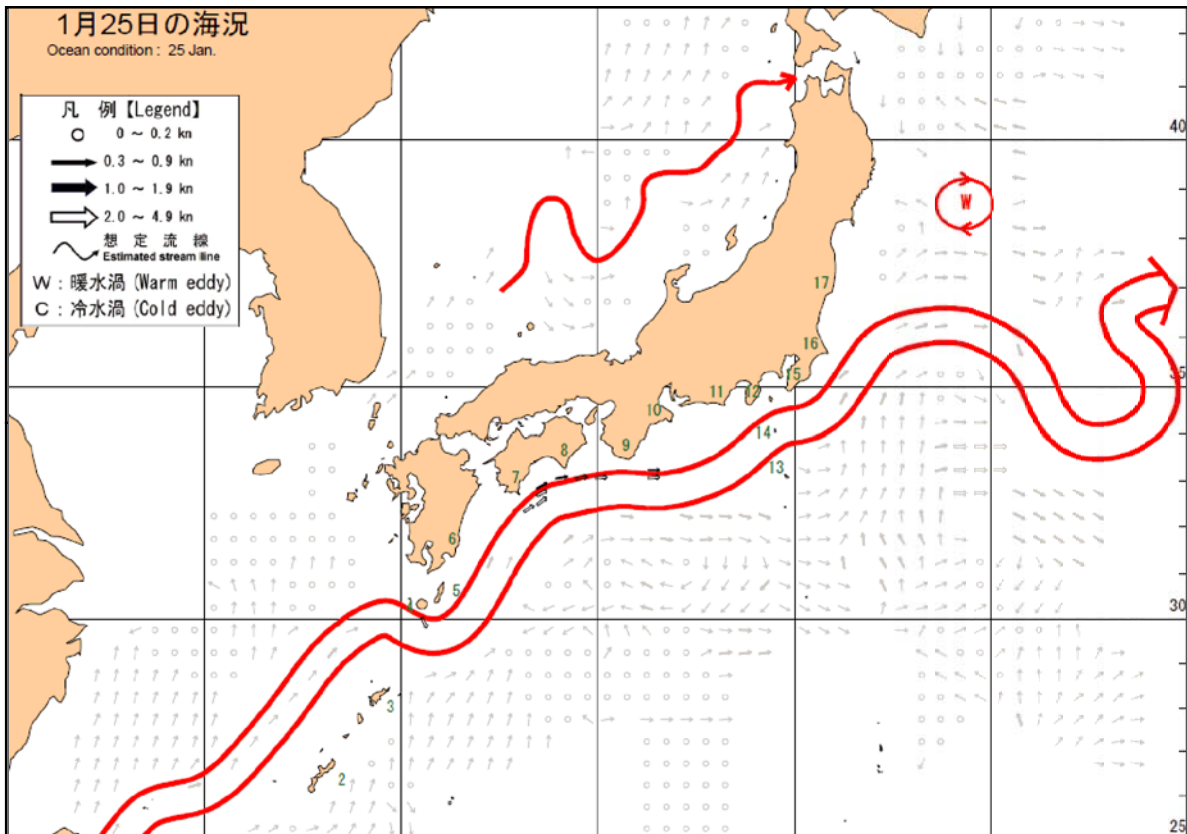 1月25日の海況
Ocean condition : 25 Jan.
凡 例【Legend】
0 ～ 0.2 kn
0.3 ～ 0.9 kn
1.0 ～ 1.9 kn
2.0 ～ 4.9 kn
想 定 流 線
Estimated stream line
W : 暖水渦 (Warm eddy)
C : 冷水渦 (Cold eddy)
40
W
17
16
35
15
12
11
10
14
9
8
13
7
6
5
1
30
3
2
25